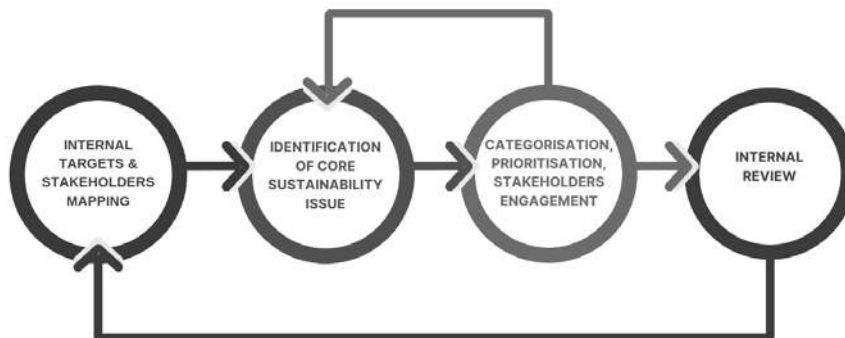 INTERNAL
TARGETS &
STAKEHOLDERS
MAPPING
IDENTIFICATION
OF CORE
SUSTAINABILITY
ISSUE
CATEGORISATION,
PRIORITISATION,
STAKEHOLDERS
ENGAGEMENT
INTERNAL
REVIEW